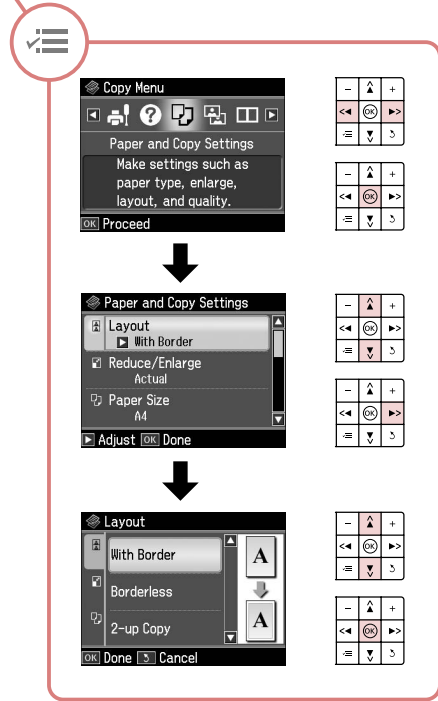 Copy Menu
Paper and Copy Settings
Make settings such as
paper type, enlarge,
layout, and quality.
OK Proceed
- +
OK
- +
OK
Paper and Copy Settings
Layout
With Border
Reduce/Enlarge
Actual
Paper Size
A4
Adjust OK Done
- +
OK
- +
OK
Layout
With Border
A
Borderless
2-up Copy
A
OK Done Cancel
- +
OK
- +
OK